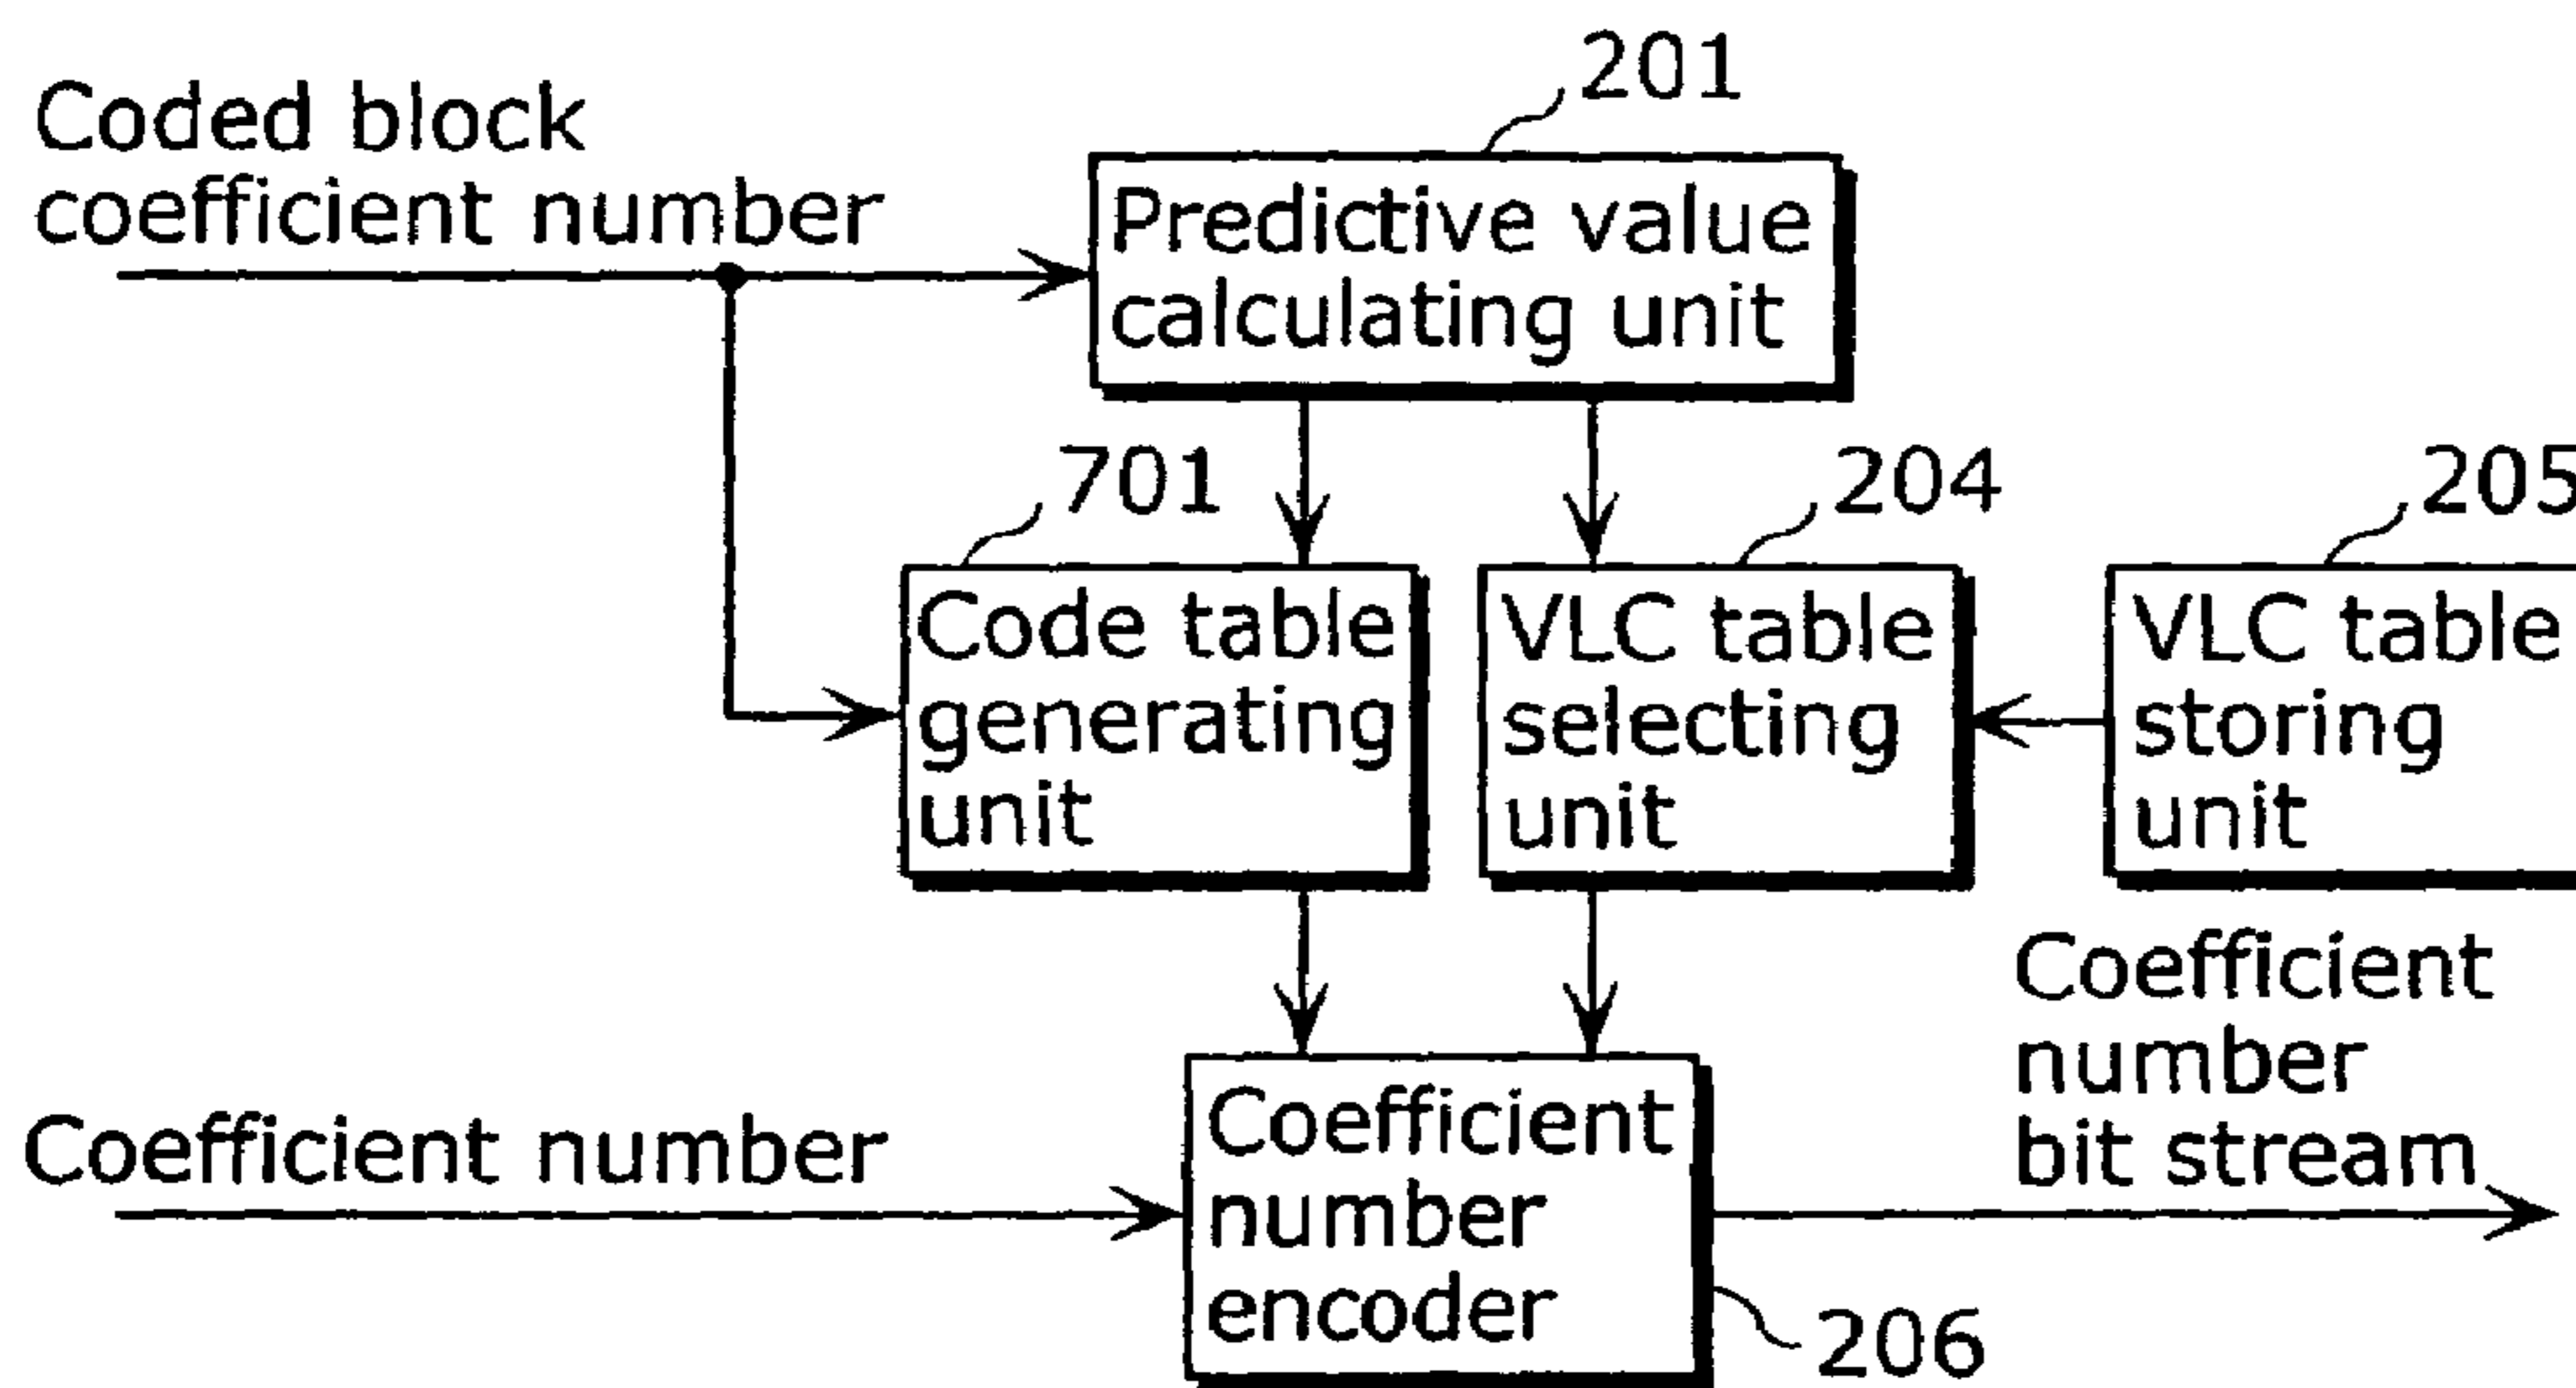 201
Coded block
coefficient number
Predictive value
calculating unit
701
204
205
Code table
generating
unit
VLC table
selecting
unit
VLC table
storing
unit
Coefficient
number
bit stream
Coefficient number
Coefficient
number
encoder
206